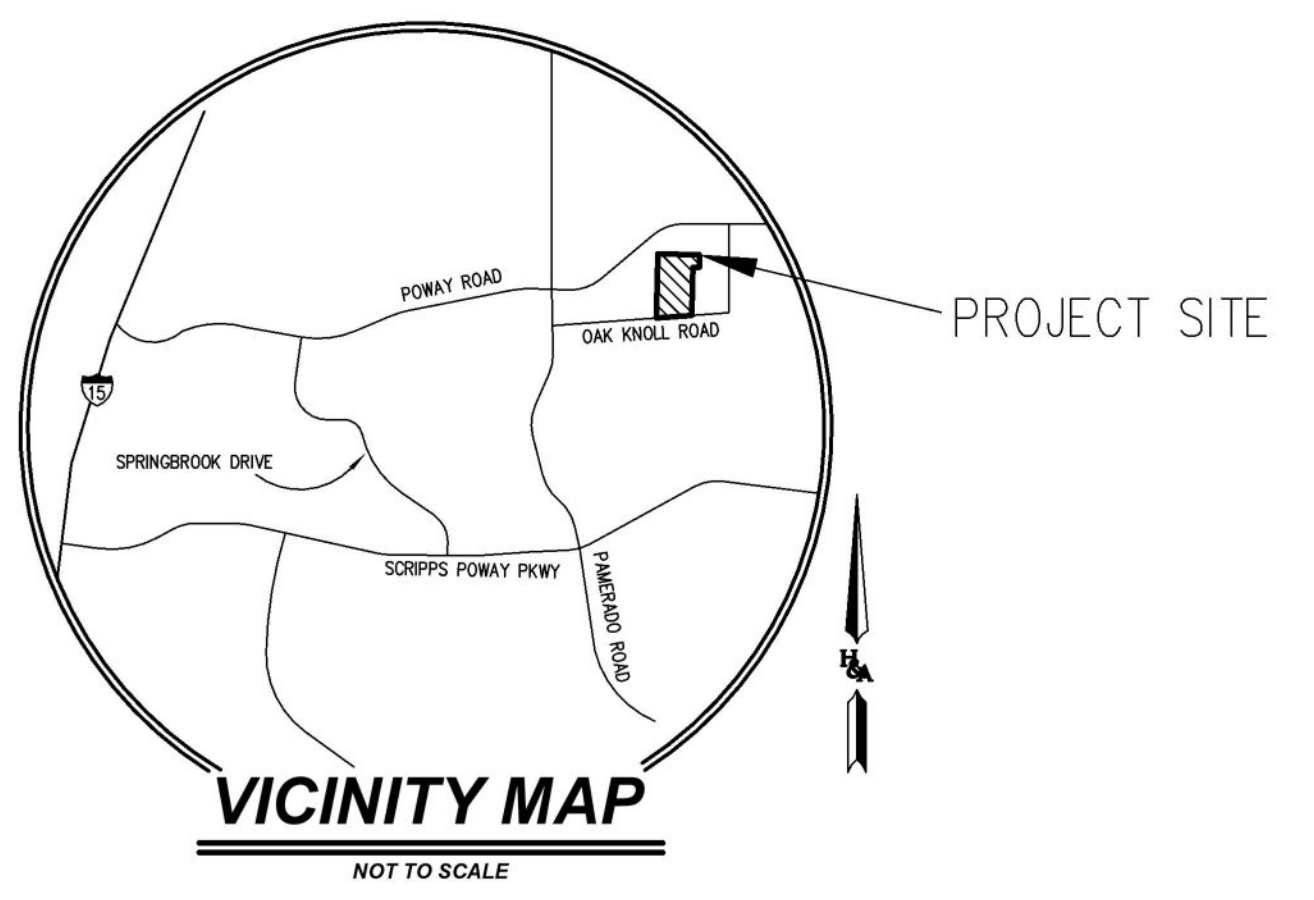 POWAY ROAD
PROJECT SITE
OAK KNOLL ROAD
15
SPRINGBROOK DRIVE
SCRIPPS POWAY PKWY
PAMERADO ROAD
H&A
VICINITY MAP
NOT TO SCALE